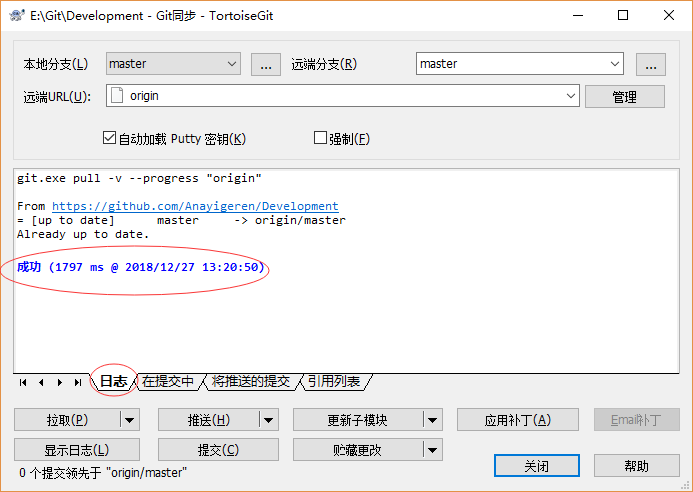 E:\Git\Development - Git同步 - TortoiseGit
本地分支(L) master ... 远端分支(R) master ...
远端URL(U): origin 管理
自动加载 Putty 密钥(K) 强制(F)
git.exe pull -v --progress "origin"
From https://github.com/Anayigeren/Development
= [up to date] master -> origin/master
Already up to date.
成功 (1797 ms @ 2018/12/27 13:20:50)
日志 在提交中 将推送的提交 引用列表
拉取(P) 推送(H) 更新子模块 应用补丁(A) Email补丁
显示日志(L) 提交(C) 贮藏更改
0 个提交领先于 "origin/master" 关闭 帮助